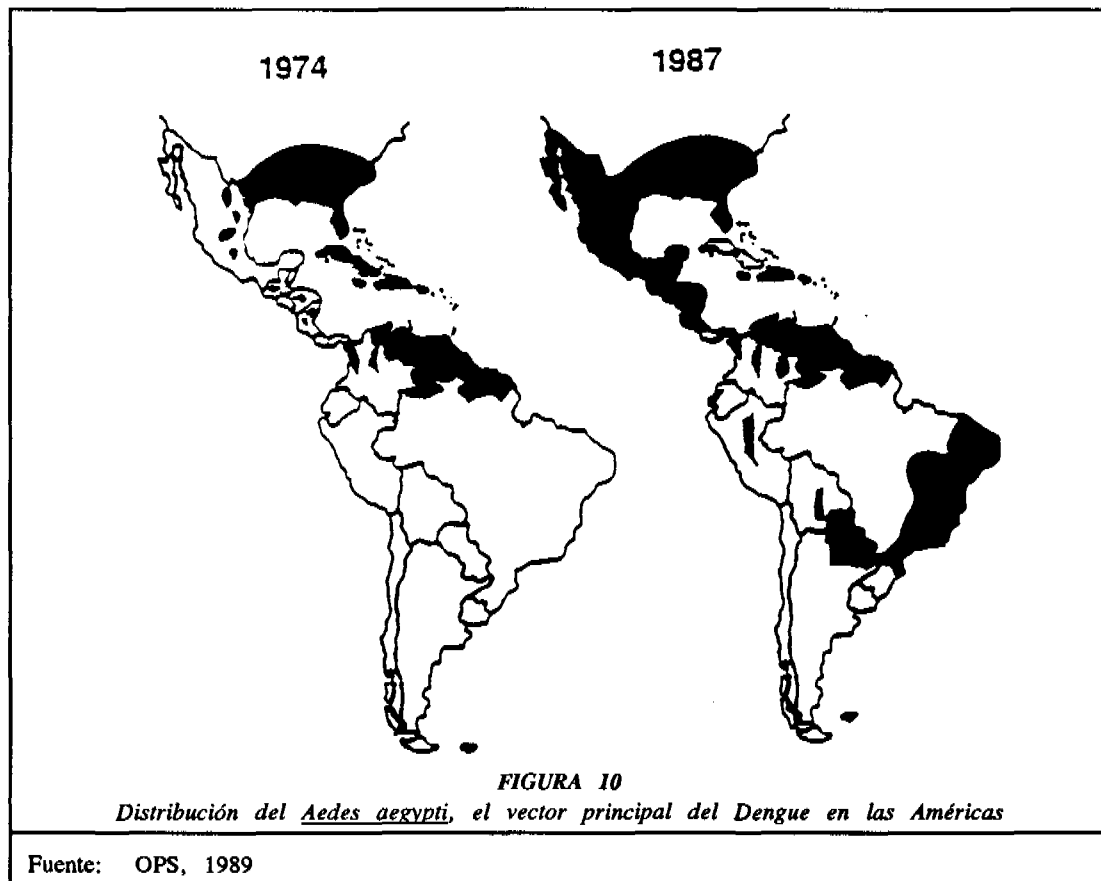 1974
1987
FIGURA 10
Distribución del Aedes aegypti, el vector principal del Dengue en las Américas
Fuente: OPS, 1989